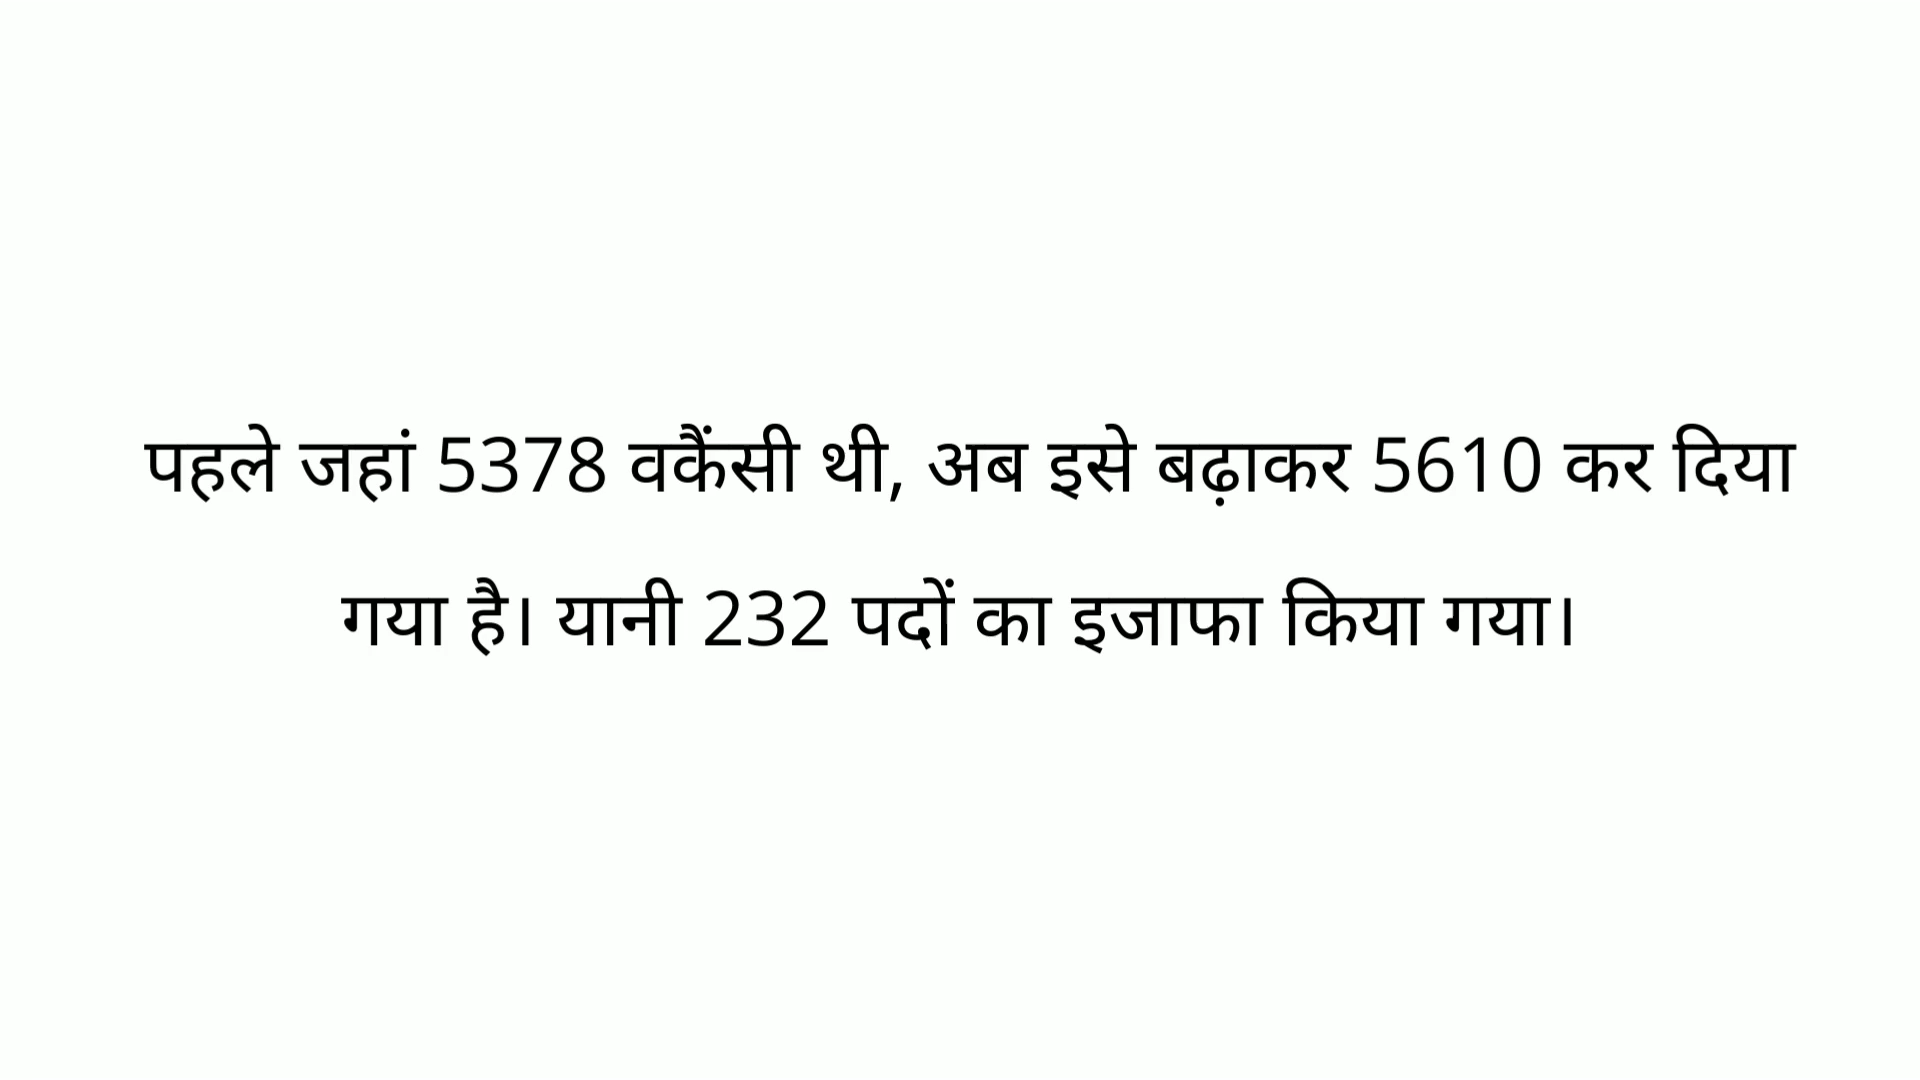 पहले जहां 5378 वकैंसी थी, अब इसे बढ़ाकर 5610 कर दिया
गया है। यानी 232 पदों का इजाफा किया गया।